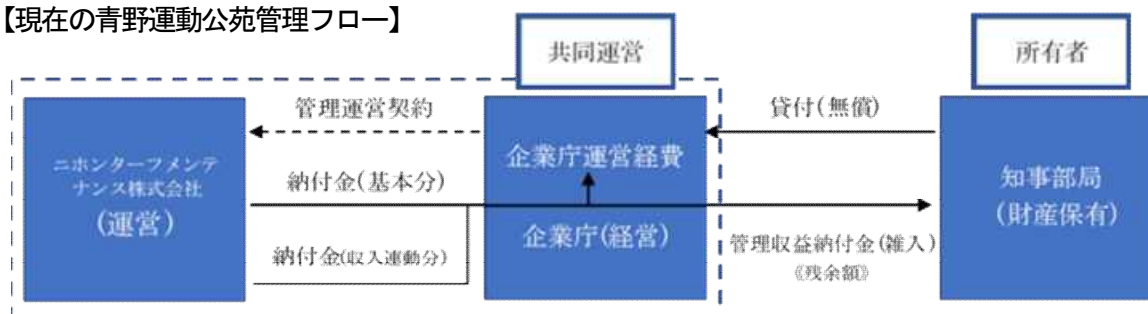 【現在の青野運動公苑管理フロー】
共同運営
所有者
管理運営契約
貸付(無償)
ニホンターフメンテ
ナンス株式会社
(運営)
企業庁運営経費
納付金(基本分)
知事部局
(財産保有)
企業庁(経営)
管理収益納付金(雑入)
納付金(収入連動分)
《残余額》